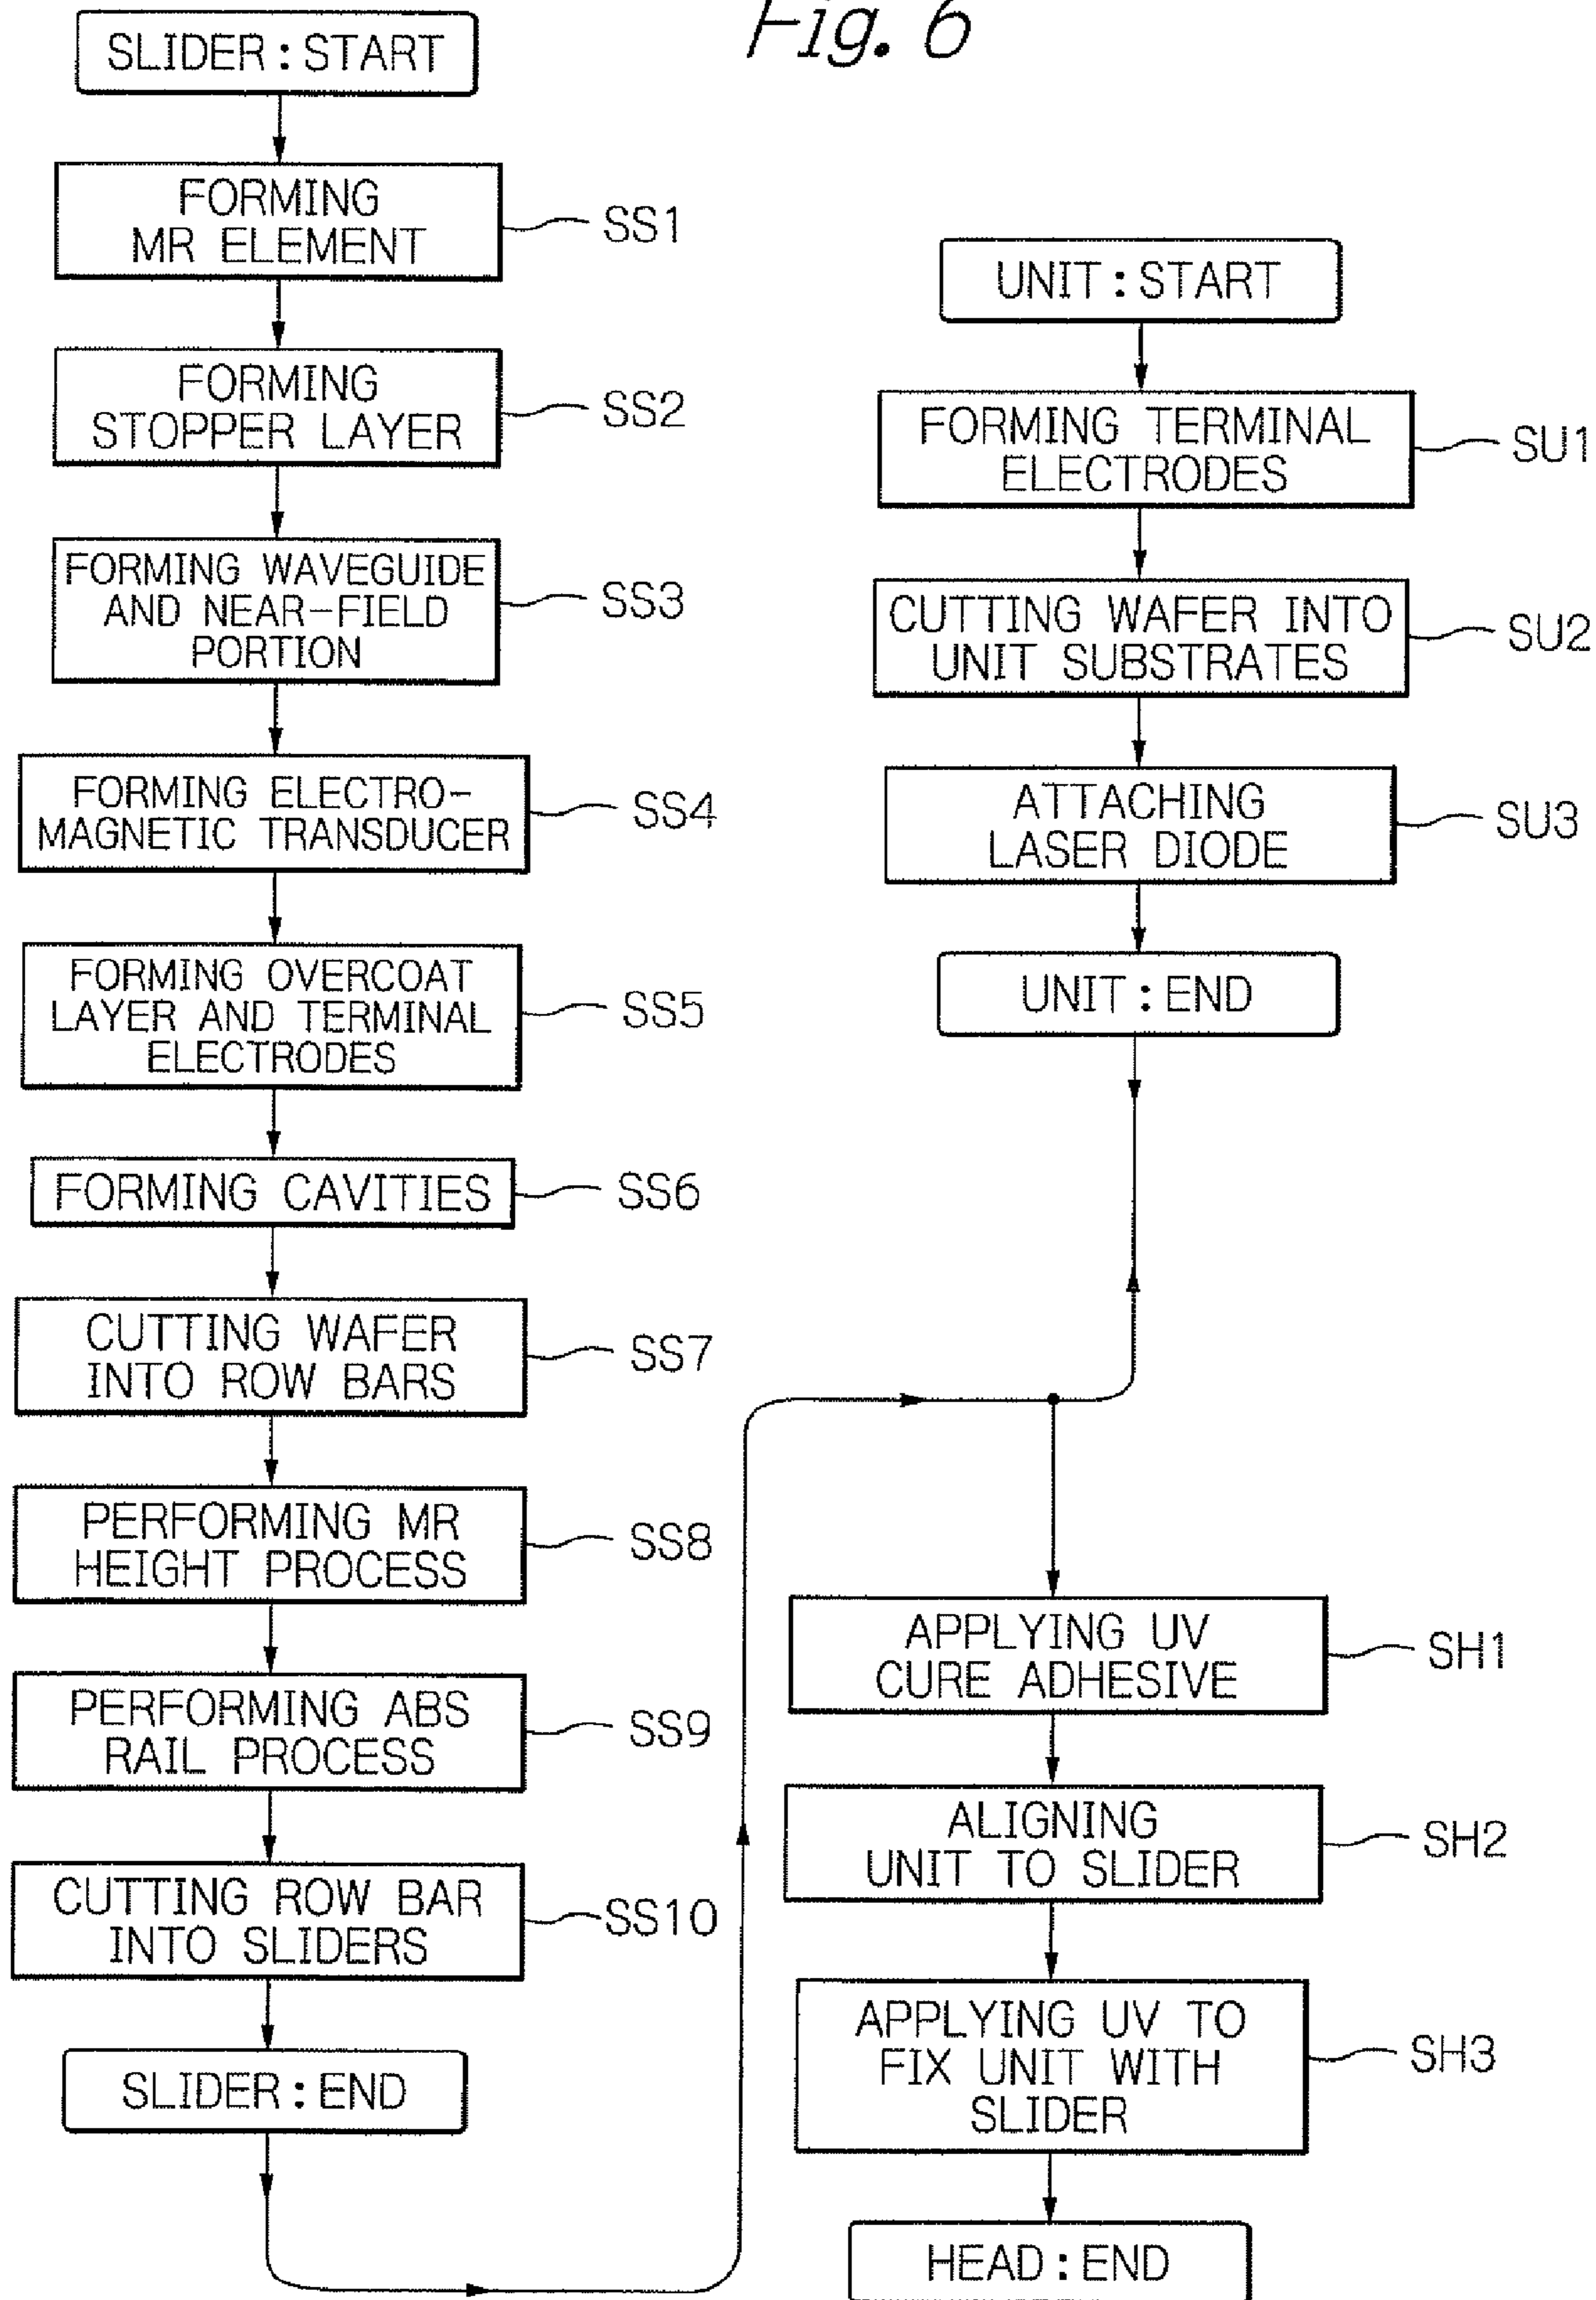 Fig. 6
SLIDER : START
FORMING
MR ELEMENT
SS1
FORMING
STOPPER LAYER
SS2
FORMING WAVEGUIDE
AND NEAR-FIELD
PORTION
SS3
FORMING ELECTRO-
MAGNETIC TRANSDUCER
SS4
FORMING OVERCOAT
LAYER AND TERMINAL
ELECTRODES
SS5
FORMING CAVITIES
SS6
CUTTING WAFER
INTO ROW BARS
SS7
PERFORMING MR
HEIGHT PROCESS
SS8
PERFORMING ABS
RAIL PROCESS
SS9
CUTTING ROW BAR
INTO SLIDERS
SS10
SLIDER : END
UNIT : START
FORMING TERMINAL
ELECTRODES
SU1
CUTTING WAFER INTO
UNIT SUBSTRATES
SU2
ATTACHING
LASER DIODE
SU3
UNIT : END
APPLYING UV
CURE ADHESIVE
SH1
ALIGNING
UNIT TO SLIDER
SH2
APPLYING UV TO
FIX UNIT WITH
SLIDER
SH3
HEAD : END